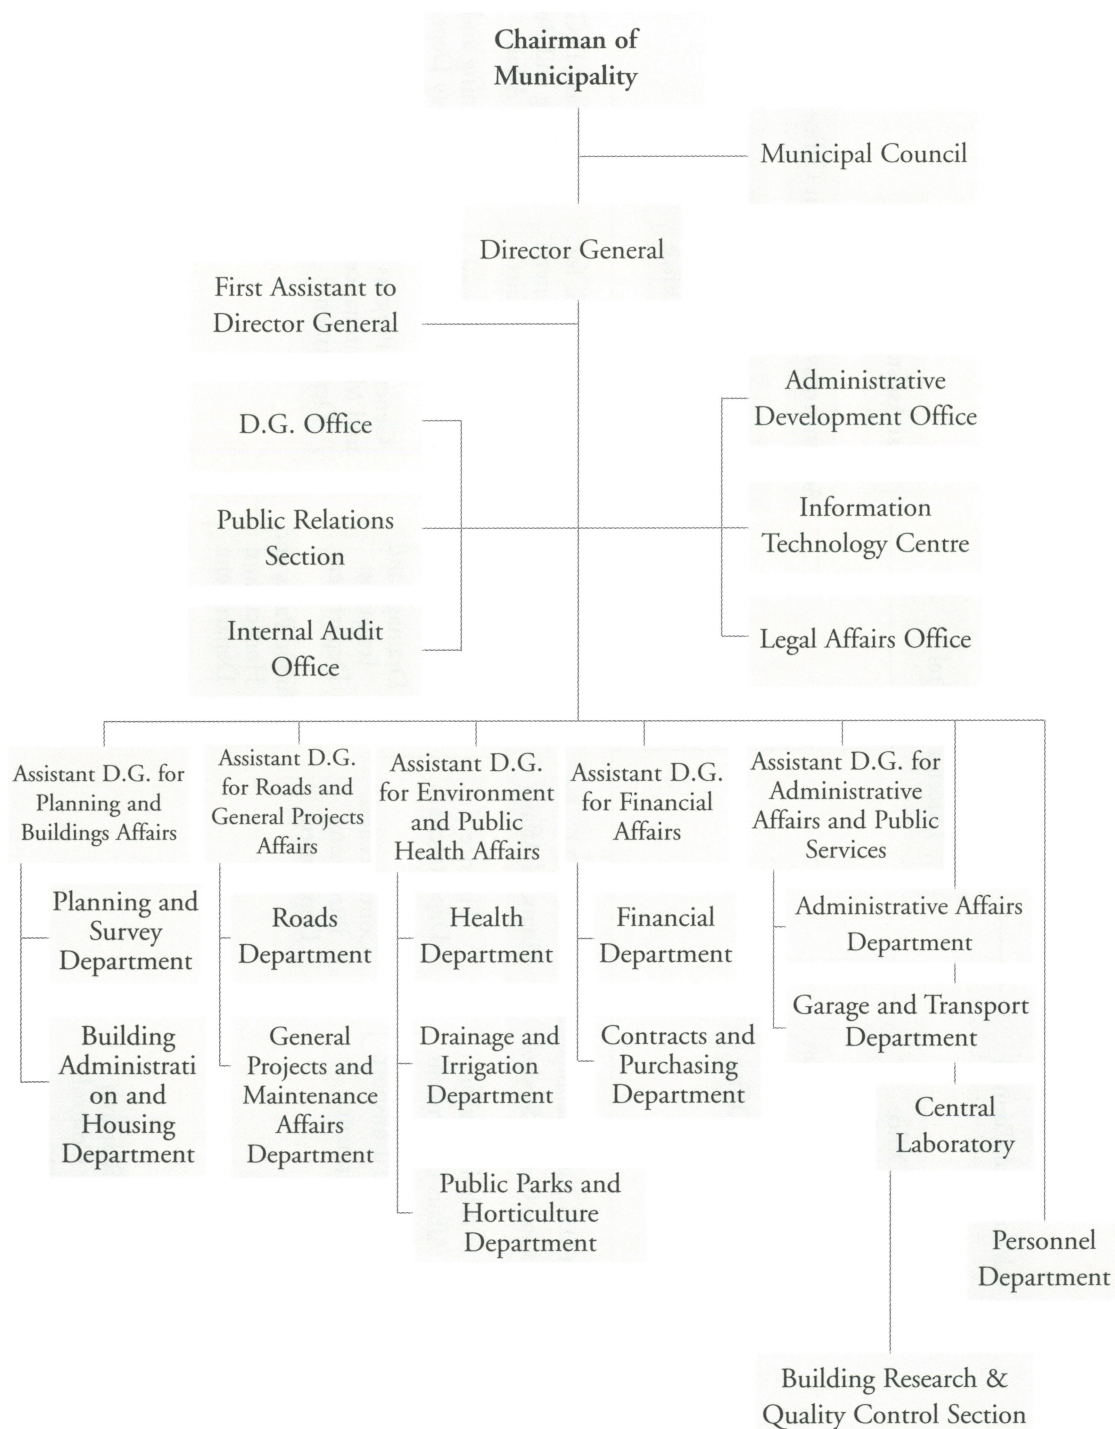 Chairman of
Municipality
Municipal Council
Director General
First Assistant to
Director General
D.G. Office
Public Relations
Section
Internal Audit
Office
Administrative
Development Office
Information
Technology Centre
Legal Affairs Office
Assistant D.G. for
Planning and
Buildings Affairs
Assistant D.G.
for Roads and
General Projects
Affairs
Assistant D.G.
for Environment
and Public
Health Affairs
Assistant D.G.
for Financial
Affairs
Assistant D.G. for
Administrative
Affairs and Public
Services
Planning and
Survey
Department
Building
Administrati
on and
Housing
Department
Roads
Department
General
Projects and
Maintenance
Affairs
Department
Health
Department
Drainage and
Irrigation
Department
Public Parks and
Horticulture
Department
Financial
Department
Contracts and
Purchasing
Department
Administrative Affairs
Department
Garage and Transport
Department
Central
Laboratory
Personnel
Department
Building Research &
Quality Control Section